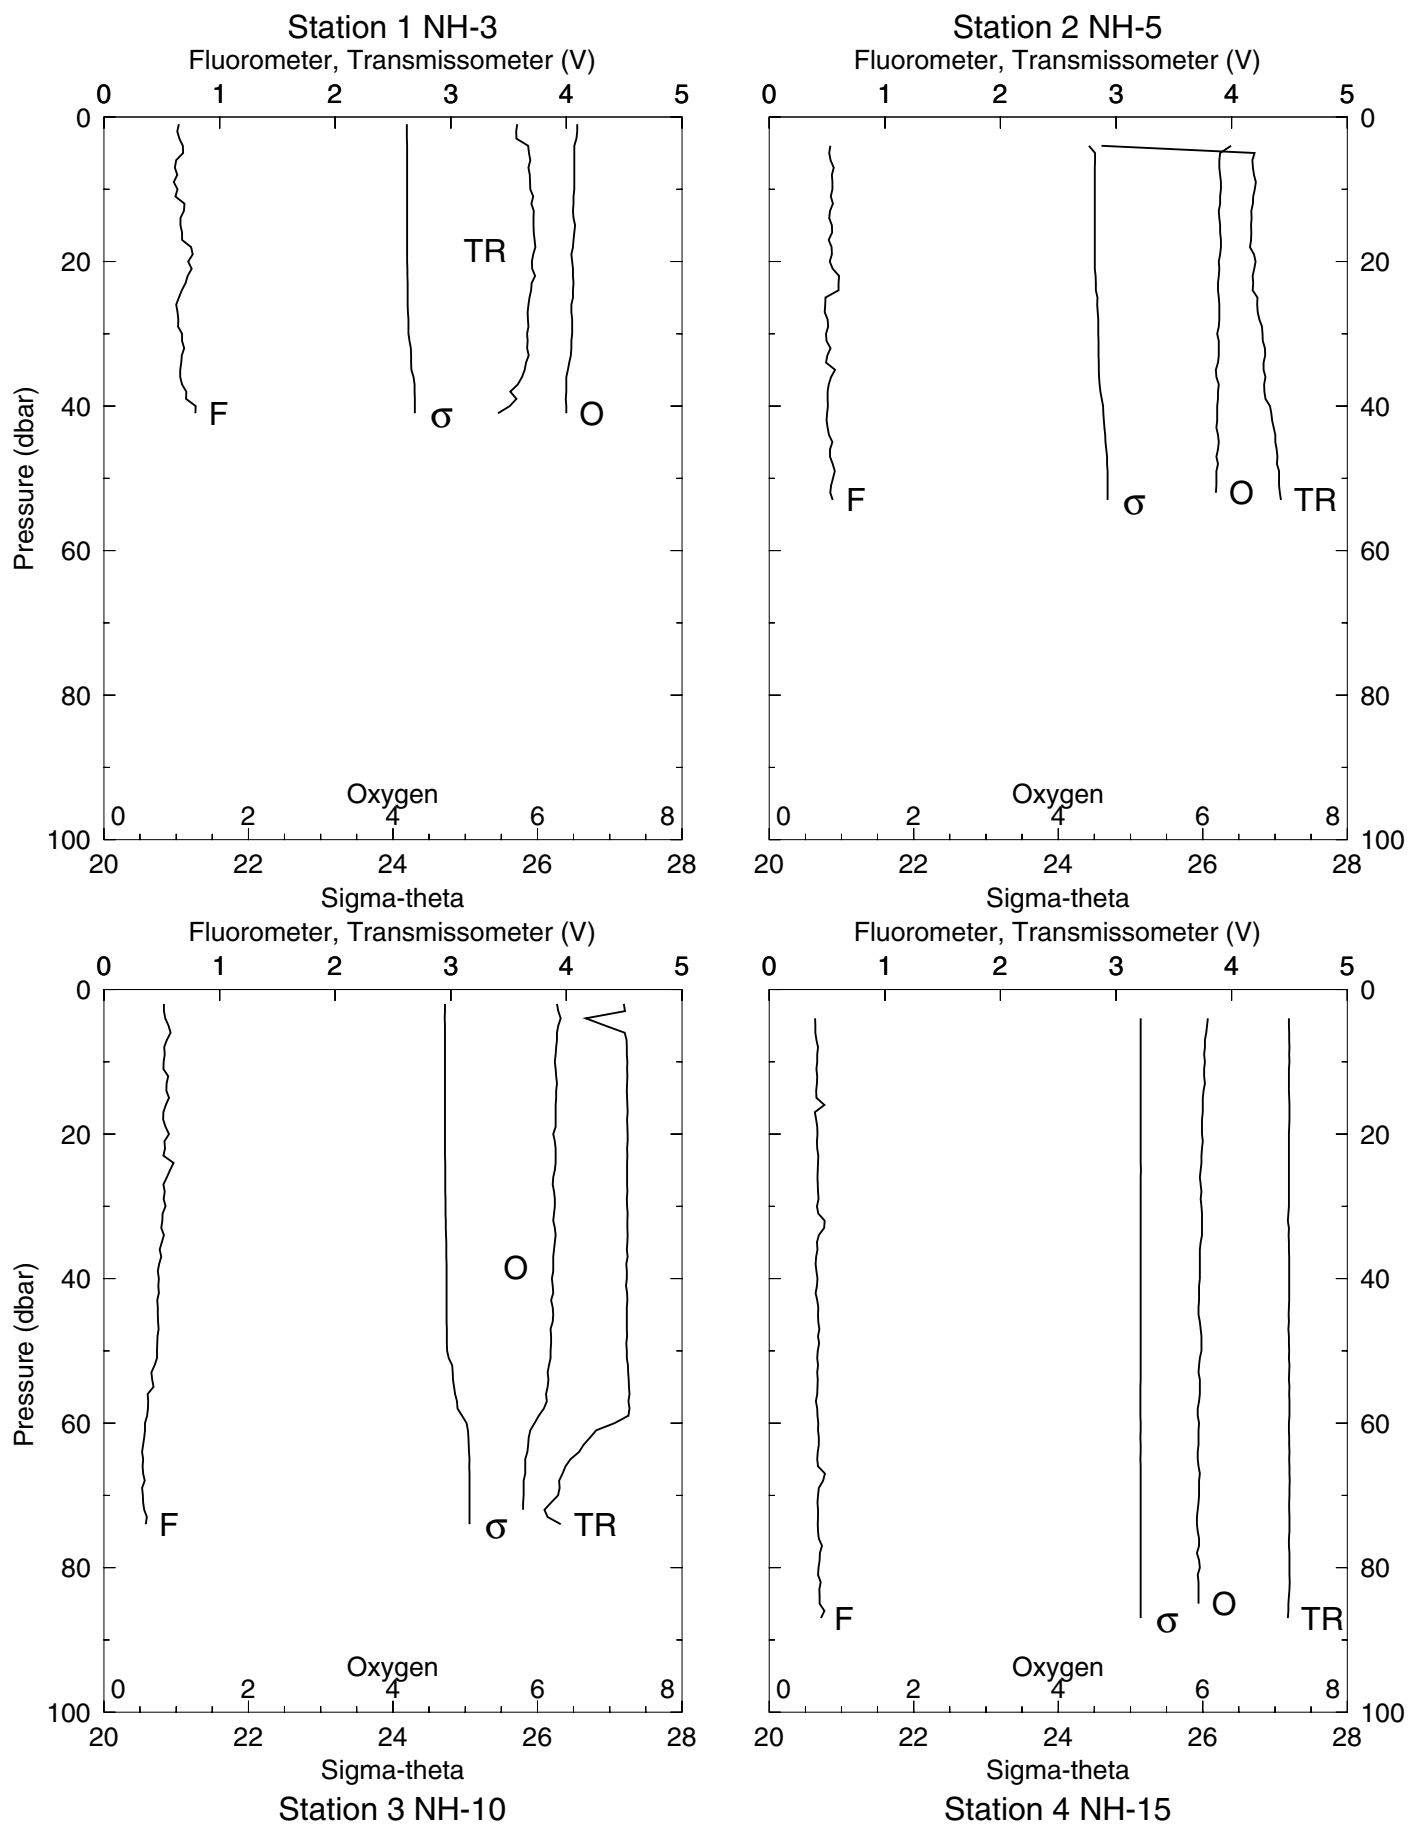 Station 1 NH-3
Fluorometer, Transmissometer (V)
0 1 2 3 4 5
0
20
40
60
80
100
Pressure (dbar)
TR
F
σ
O
Oxygen
0 2 4 6 8
20 22 24 26 28
Sigma-theta
Station 2 NH-5
Fluorometer, Transmissometer (V)
0 1 2 3 4 5
0
20
40
60
80
100
F
σ
O
TR
Oxygen
0 2 4 6 8
20 22 24 26 28
Sigma-theta
Fluorometer, Transmissometer (V)
0 1 2 3 4 5
0
20
40
60
80
100
Pressure (dbar)
O
F
σ
TR
Oxygen
0 2 4 6 8
20 22 24 26 28
Sigma-theta
Station 3 NH-10
Fluorometer, Transmissometer (V)
0 1 2 3 4 5
0
20
40
60
80
100
F
σ
O
TR
Oxygen
0 2 4 6 8
20 22 24 26 28
Sigma-theta
Station 4 NH-15